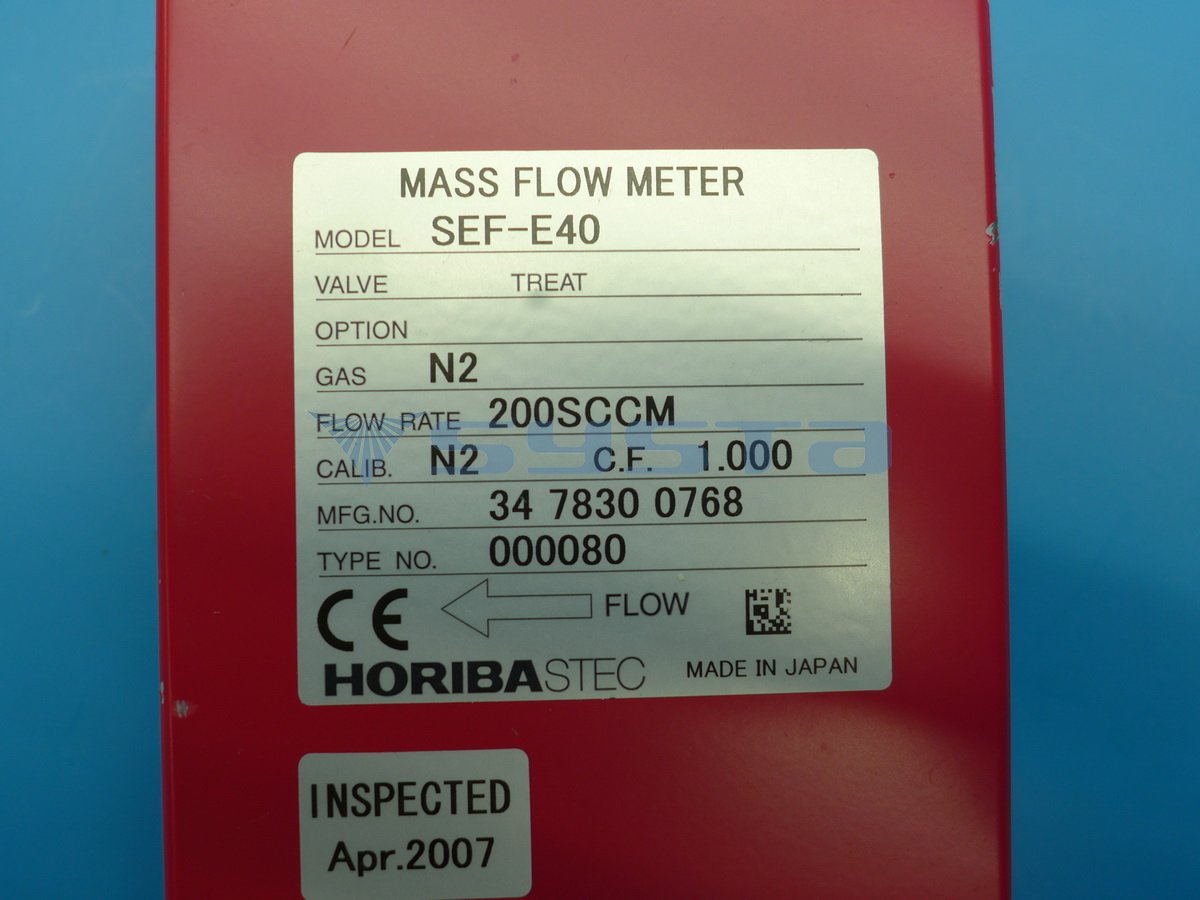 MASS FLOW METER
MODEL SEF-E40
VALVE TREAT
OPTION
GAS N2
FLOW RATE 200SCCM
CALIB. N2 C.F. 1.000
MFG.NO. 34 7830 0768
TYPE NO. 000080
CE FLOW
HORIBASTEC MADE IN JAPAN
INSPECTED
Apr.2007